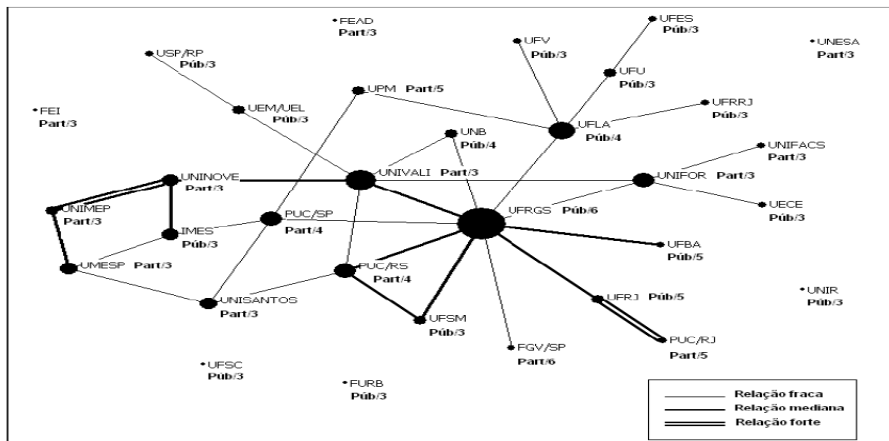 FEAD
Part/3
UFES
Púb/3
USP/RP
Púb/3
UFV
Púb/3
UNESA
Part/3
UFU
Púb/3
UPM Part/5
FEI
Part/3
UEM/UEL
Púb/3
UFRRJ
Púb/3
UNB
Púb/4
UFLA
Púb/4
UNIFACS
Part/3
UNINOVE
Part/3
UNIVALI Part/3
UNIFOR Part/3
UNIMEP
Part/3
PUC/SP
Part/4
UFRGS Púb/6
UECE
Púb/3
IMES
Púb/3
UFBA
Púb/5
UMESP Part/3
PUC/RS
Part/4
UNISANTOS
Part/3
UFRJ Púb/5
UNIR
Púb/3
UFSM
Púb/3
FGV/SP
Part/6
PUC/RJ
Part/5
UFSC
Púb/3
FURB
Púb/3
Relação fraca
Relação mediana
Relação forte